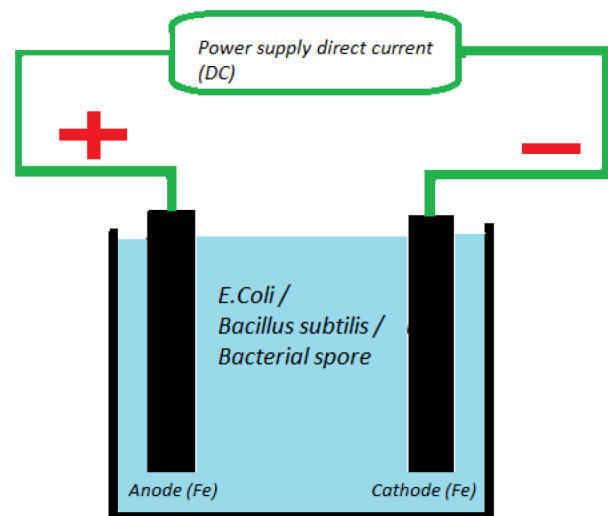 Power supply direct current
(DC)
+
−
E.Coli /
Bacillus subtilis /
Bacterial spore
Anode (Fe)
Cathode (Fe)